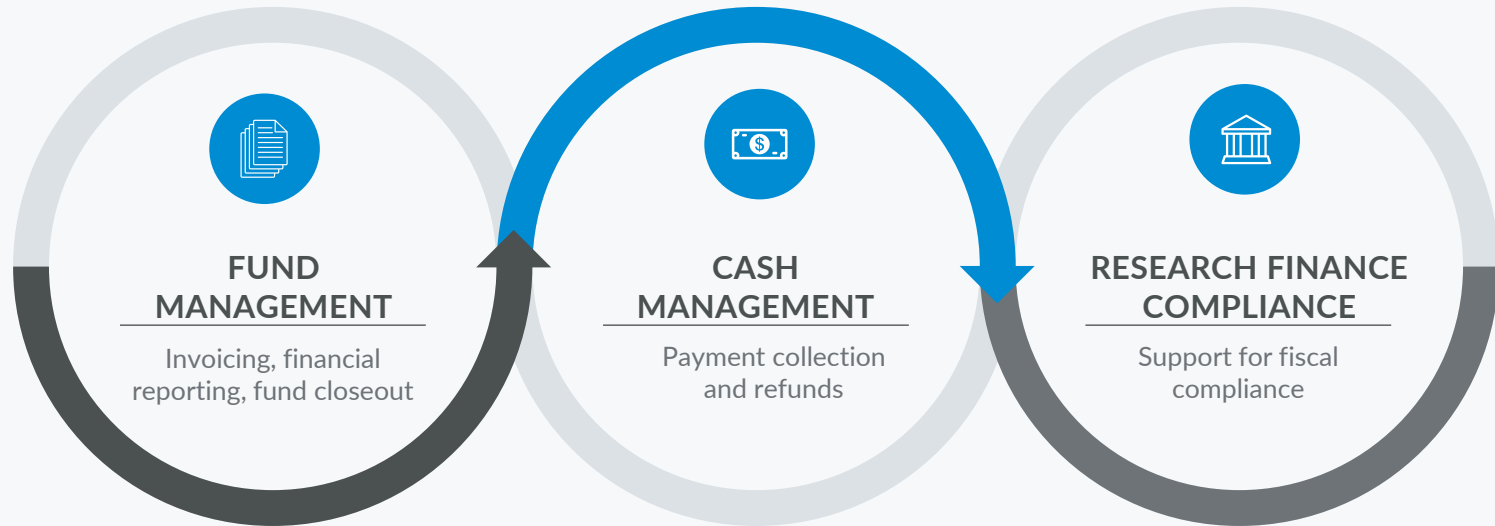 FUND
MANAGEMENT
Invoicing, financial
reporting, fund closeout
$
CASH
MANAGEMENT
Payment collection
and refunds
RESEARCH FINANCE
COMPLIANCE
Support for fiscal
compliance